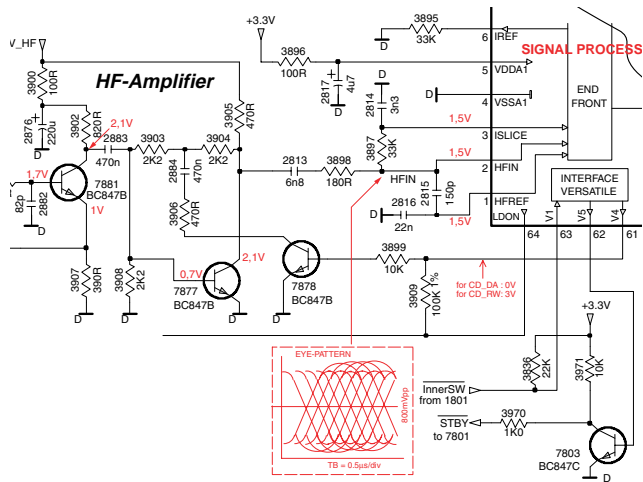 V_HF
3900
100R
2876
220u
D
3902
820R
2,1V
HF-Amplifier
2883
470n
3903
2K2
3904
2K2
3905
470R
2884
470n
3906
470R
1,7V
7881
BC847B
82p
2882
D
1V
3907
390R
D
3908
2K2
D
0,7V
7877
BC847B
D
2,1V
7878
BC847B
D
+3.3V
3896
100R
2817
4u7
D
D
3895
33K
2814
3n3
D
3897
33K
2813
6n8
3898
180R
HFIN
2815
150p
2816
22n
D
D
1,5V
1,5V
1,5V
6
IREF
5
VDDA1
4
VSSA1
3
ISLICE
2
HFIN
1
HFREF
LDON
V1
V5
V4
64
63
62
61
SIGNAL PROCES
END
FRONT
INTERFACE
VERSATILE
3899
10K
3909
100K 1%
D
for CD_DA : 0V
for CD_RW: 3V
+3.3V
3836
22K
3971
10K
InnerSW
from 1801
STBY
to 7801
3970
1K0
7803
BC847C
D
EYE-PATTERN
800mVpp
TB = 0.5µs/div